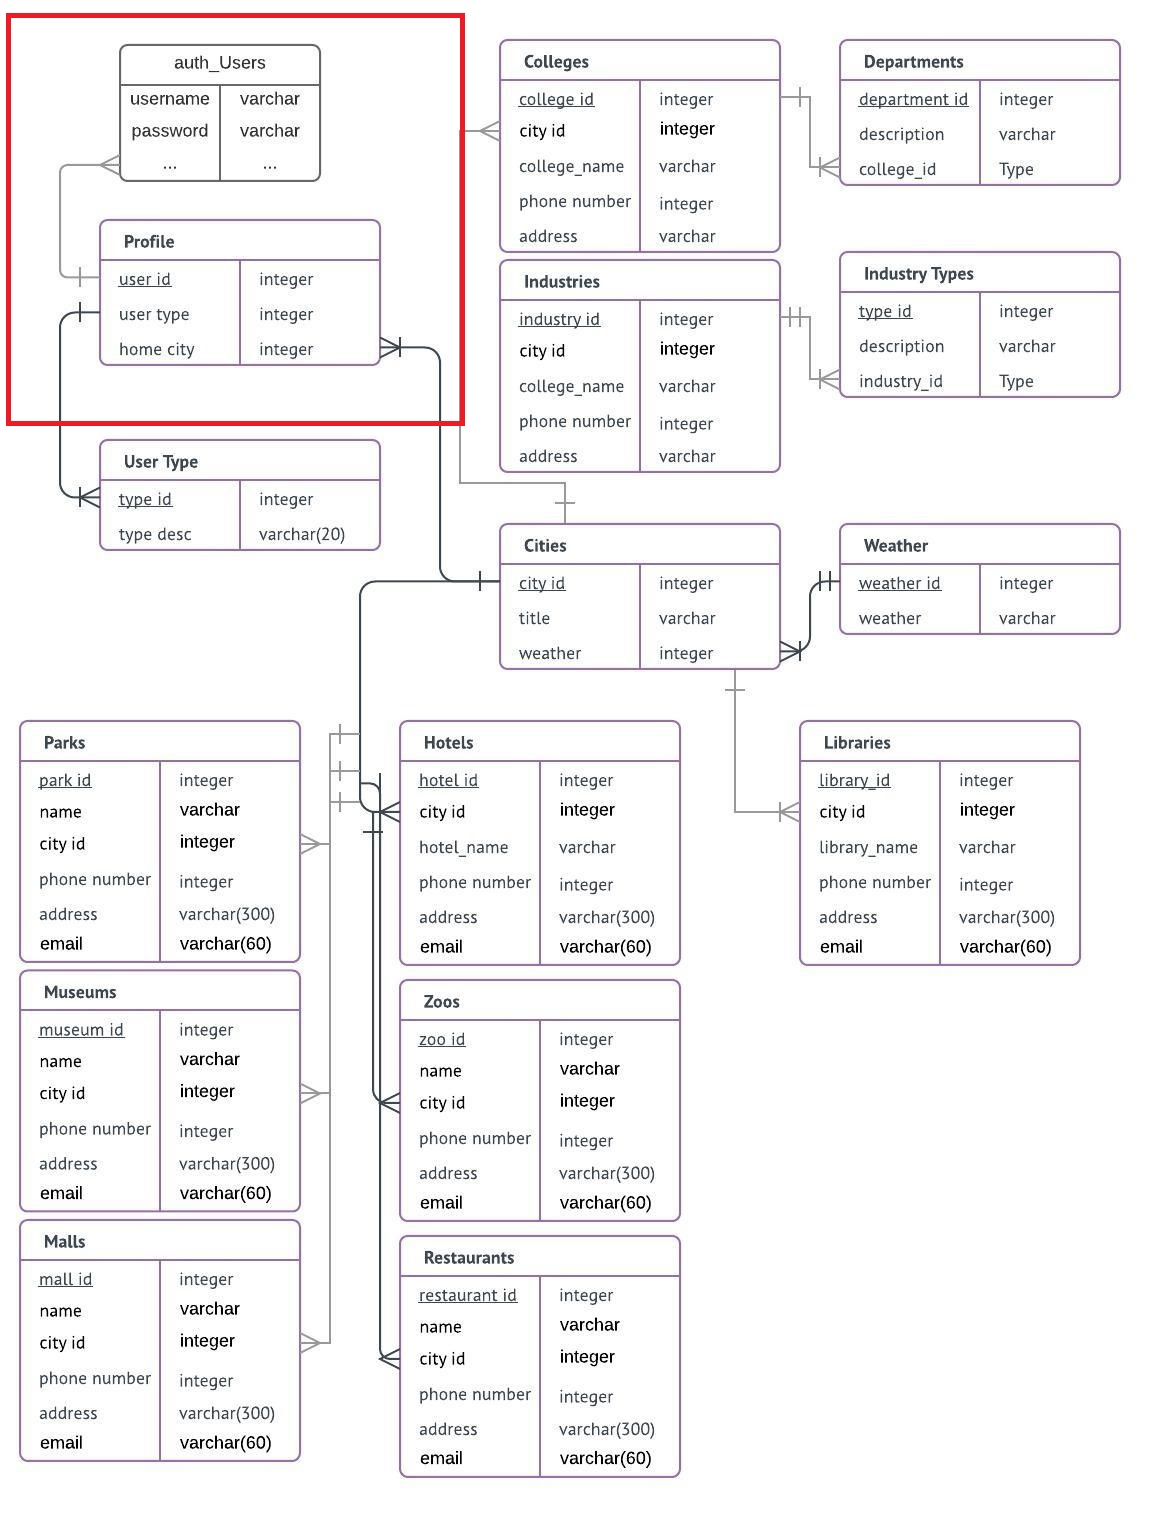 auth_Users
username varchar
password varchar
... ...
Profile
user id integer
user type integer
home city integer
User Type
type id integer
type desc varchar(20)
Colleges
college id integer
city id integer
college_name varchar
phone number integer
address varchar
Departments
department id integer
description varchar
college_id Type
Industries
industry id integer
city id integer
college_name varchar
phone number integer
address varchar
Industry Types
type id integer
description varchar
industry_id Type
Cities
city id integer
title varchar
weather integer
Weather
weather id integer
weather varchar
Parks
park id integer
name varchar
city id integer
phone number integer
address varchar(300)
email varchar(60)
Hotels
hotel id integer
city id integer
hotel_name varchar
phone number integer
address varchar(300)
email varchar(60)
Libraries
library_id integer
city id integer
library_name varchar
phone number integer
address varchar(300)
email varchar(60)
Museums
museum id integer
name varchar
city id integer
phone number integer
address varchar(300)
email varchar(60)
Zoos
zoo id integer
name varchar
city id integer
phone number integer
address varchar(300)
email varchar(60)
Malls
mall id integer
name varchar
city id integer
phone number integer
address varchar(300)
email varchar(60)
Restaurants
restaurant id integer
name varchar
city id integer
phone number integer
address varchar(300)
email varchar(60)